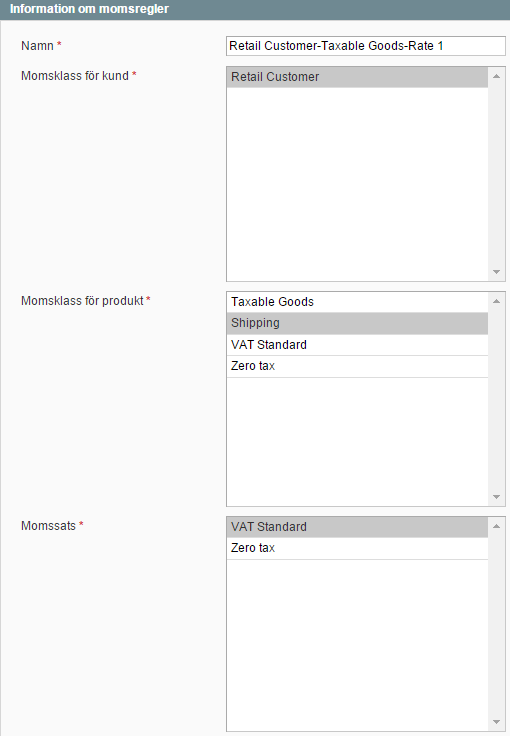 Information om momsregler
Namn *
Retail Customer-Taxable Goods-Rate 1
Momsklass för kund *
Retail Customer
Momsklass för produkt *
Taxable Goods
Shipping
VAT Standard
Zero tax
Momssats *
VAT Standard
Zero tax